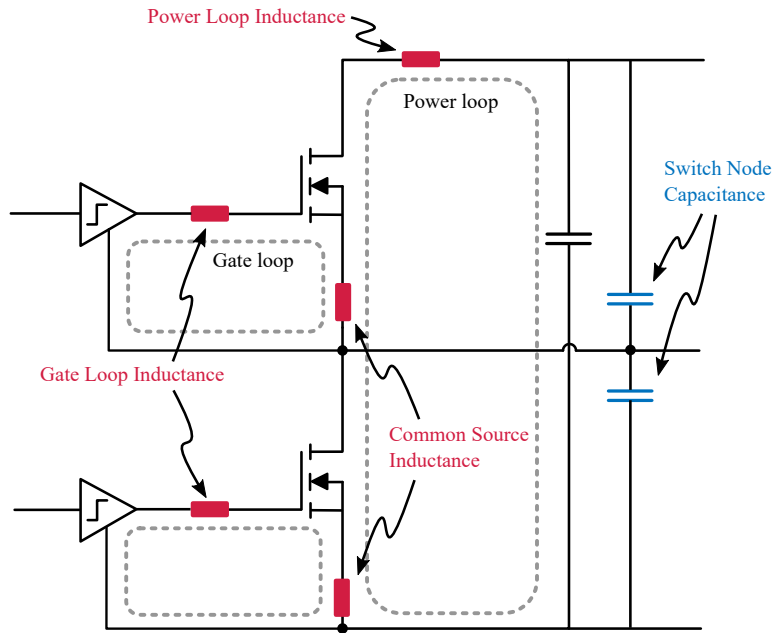 Power Loop Inductance
Power loop
Switch Node
Capacitance
Gate loop
Gate Loop Inductance
Common Source
Inductance